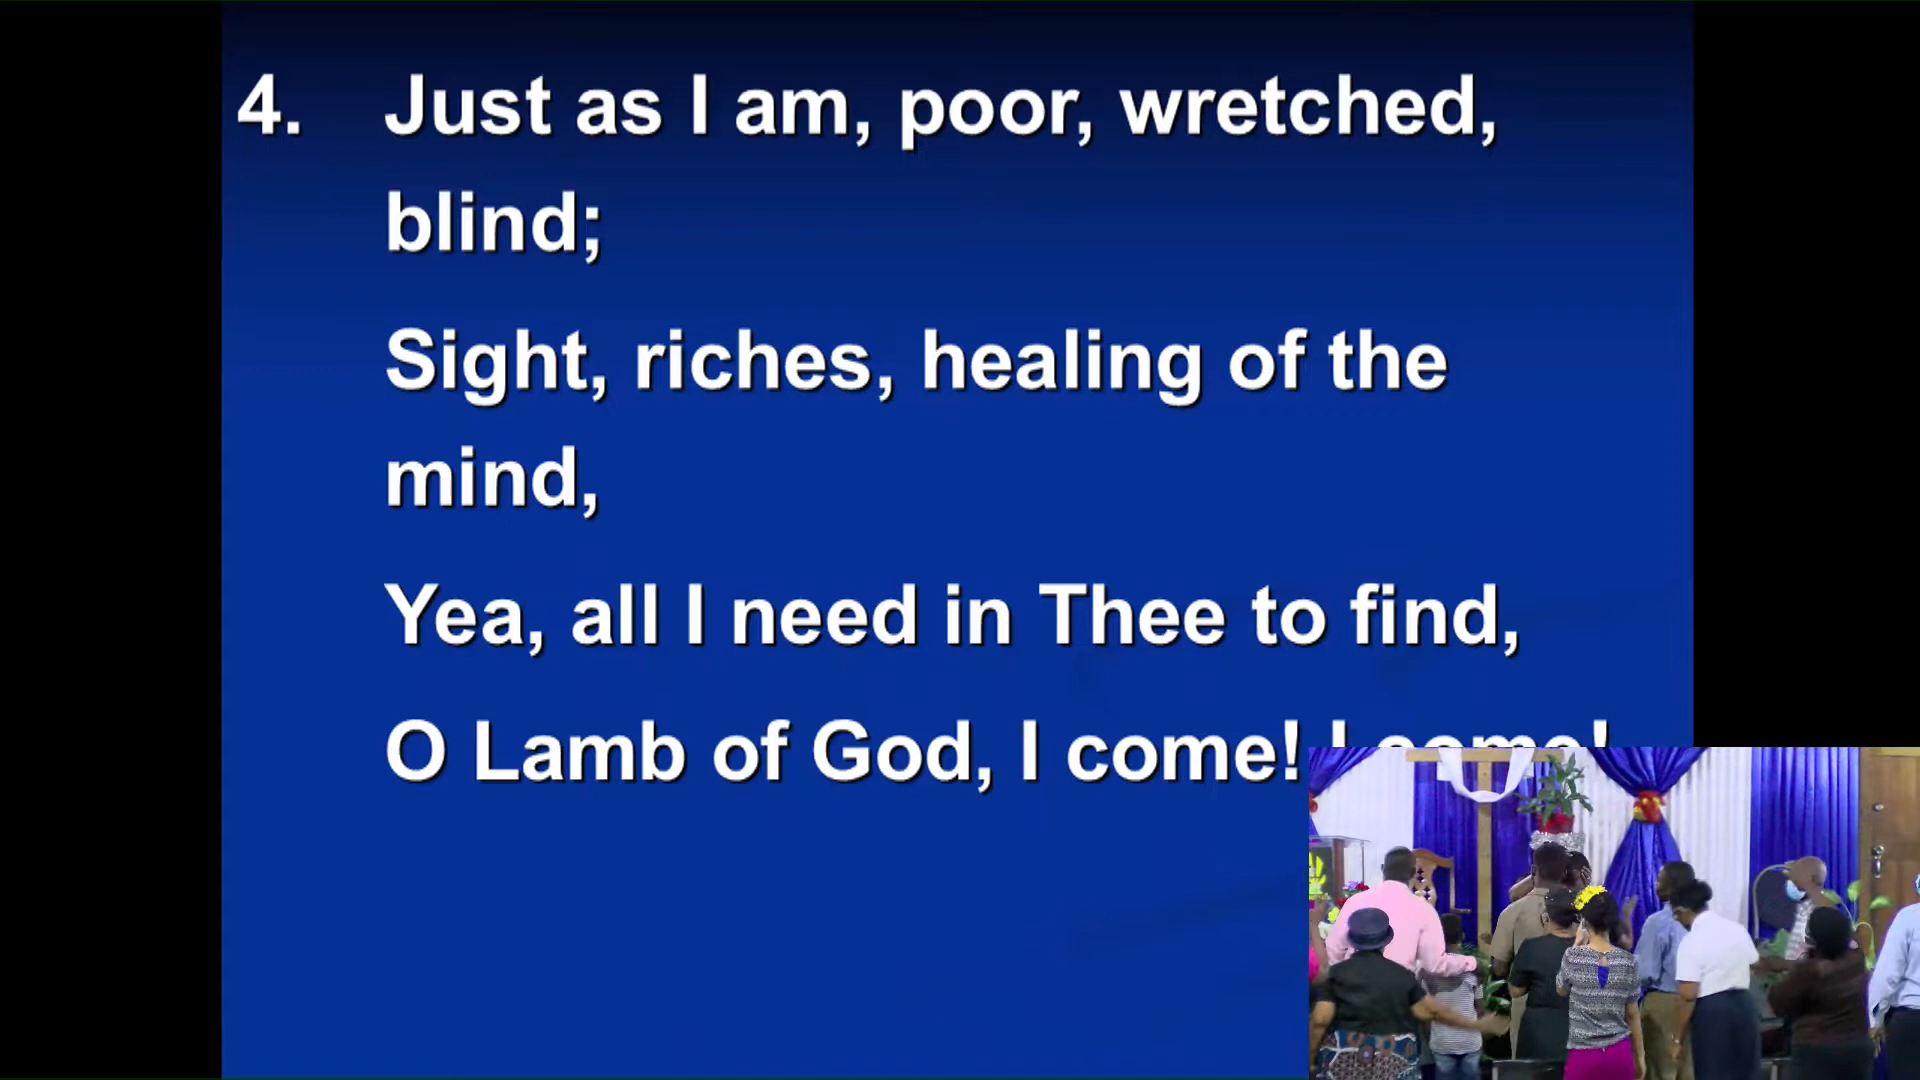 4. Just as I am, poor, wretched,
blind;
Sight, riches, healing of the
mind,
Yea, all I need in Thee to find,
O Lamb of God, I come! I come!